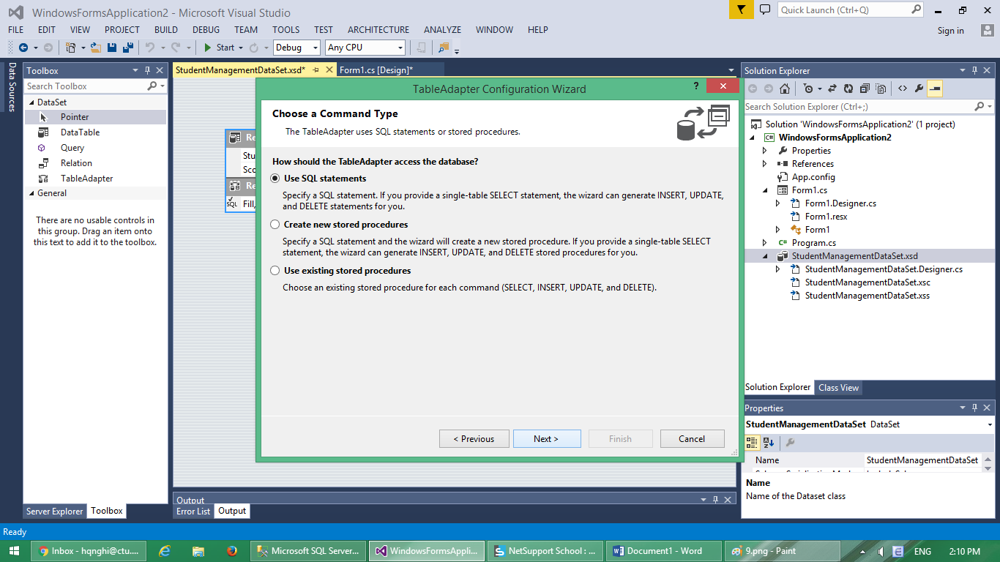 WindowsFormsApplication2 - Microsoft Visual Studio
Quick Launch (Ctrl+Q)
FILE EDIT VIEW PROJECT BUILD DEBUG TEAM TOOLS TEST ARCHITECTURE ANALYZE WINDOW HELP
Sign in
Start Debug Any CPU
Data Sources
Toolbox
Search Toolbox
DataSet
Pointer
DataTable
Query
Relation
TableAdapter
General
There are no usable controls in
this group. Drag an item onto
this text to add it to the toolbox.
Server Explorer Toolbox
StudentManagementDataSet.xsd* Form1.cs [Design]*
Re
Stu
Sco
Re
SQL Fill,
TableAdapter Configuration Wizard
?
Choose a Command Type
The TableAdapter uses SQL statements or stored procedures.
How should the TableAdapter access the database?
Use SQL statements
Specify a SQL statement. If you provide a single-table SELECT statement, the wizard can generate INSERT, UPDATE,
and DELETE statements for you.
Create new stored procedures
Specify a SQL statement and the wizard will create a new stored procedure. If you provide a single-table SELECT
statement, the wizard can generate INSERT, UPDATE, and DELETE stored procedures for you.
Use existing stored procedures
Choose an existing stored procedure for each command (SELECT, INSERT, UPDATE, and DELETE).
< Previous Next > Finish Cancel
Output
Error List Output
Solution Explorer
Search Solution Explorer (Ctrl+;)
Solution 'WindowsFormsApplication2' (1 project)
WindowsFormsApplication2
Properties
References
App.config
Form1.cs
Form1.Designer.cs
Form1.resx
Form1
Program.cs
StudentManagementDataSet.xsd
StudentManagementDataSet.Designer.cs
StudentManagementDataSet.xsc
StudentManagementDataSet.xss
Solution Explorer Class View
Properties
StudentManagementDataSet DataSet
Name StudentManagementDataSet
Name
Name of the Dataset class
Ready
Inbox - hqnghi@ctu.... Microsoft SQL Server... WindowsFormsAppli... NetSupport School : ... Document1 - Word 9.png - Paint ENG 2:10 PM